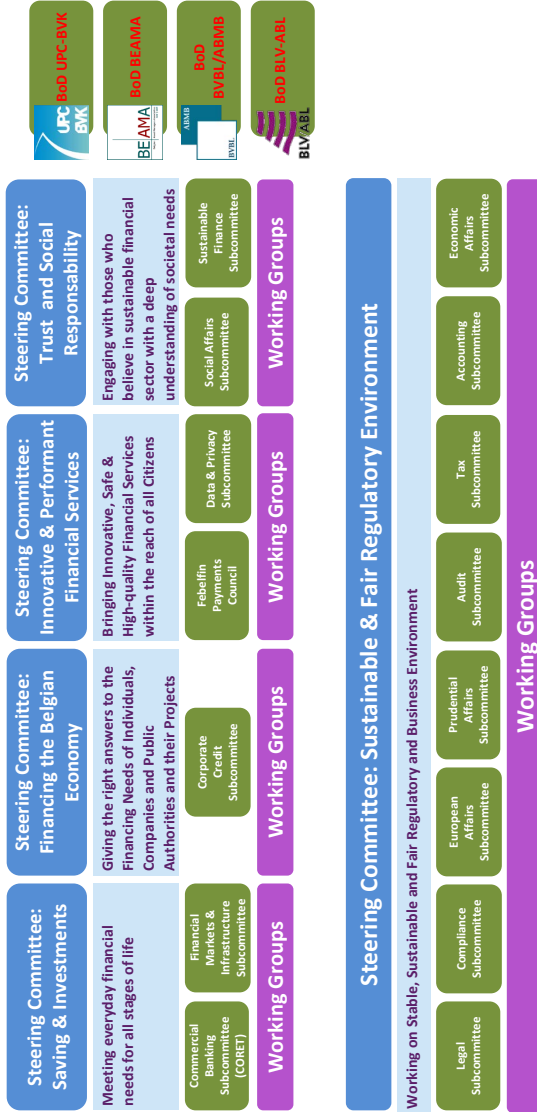 Steering Committee:
Saving & Investments
Meeting everyday financial
needs for all stages of life
Commercial
Banking
Subcommittee
(CORET)
Financial
Markets &
Infrastructure
Subcommittee
Working Groups
Steering Committee:
Financing the Belgian
Economy
Giving the right answers to the
Financing Needs of Individuals,
Companies and Public
Authorities and their Projects
Corporate
Credit
Subcommittee
Working Groups
Steering Committee:
Innovative & Performant
Financial Services
Bringing Innovative, Safe &
High-quality Financial Services
within the reach of all Citizens
Febelfin
Payments
Council
Data & Privacy
Subcommittee
Working Groups
Steering Committee:
Trust and Social
Responsability
Engaging with those who
believe in sustainable financial
sector with a deep
understanding of societal needs
Social Affairs
Subcommittee
Sustainable
Finance
Subcommittee
Working Groups
UPC
BVK
BoD UPC-BVK
BEAMA
BoD BEAMA
ABMB
BVBL
BoD
BVBL/ABMB
BLV ABL
BoD BLV-ABL
Steering Committee: Sustainable & Fair Regulatory Environment
Working on Stable, Sustainable and Fair Regulatory and Business Environment
Legal
Subcommittee
Compliance
Subcommittee
European
Affairs
Subcommittee
Prudential
Affairs
Subcommittee
Audit
Subcommittee
Tax
Subcommittee
Accounting
Subcommittee
Economic
Affairs
Subcommittee
Working Groups